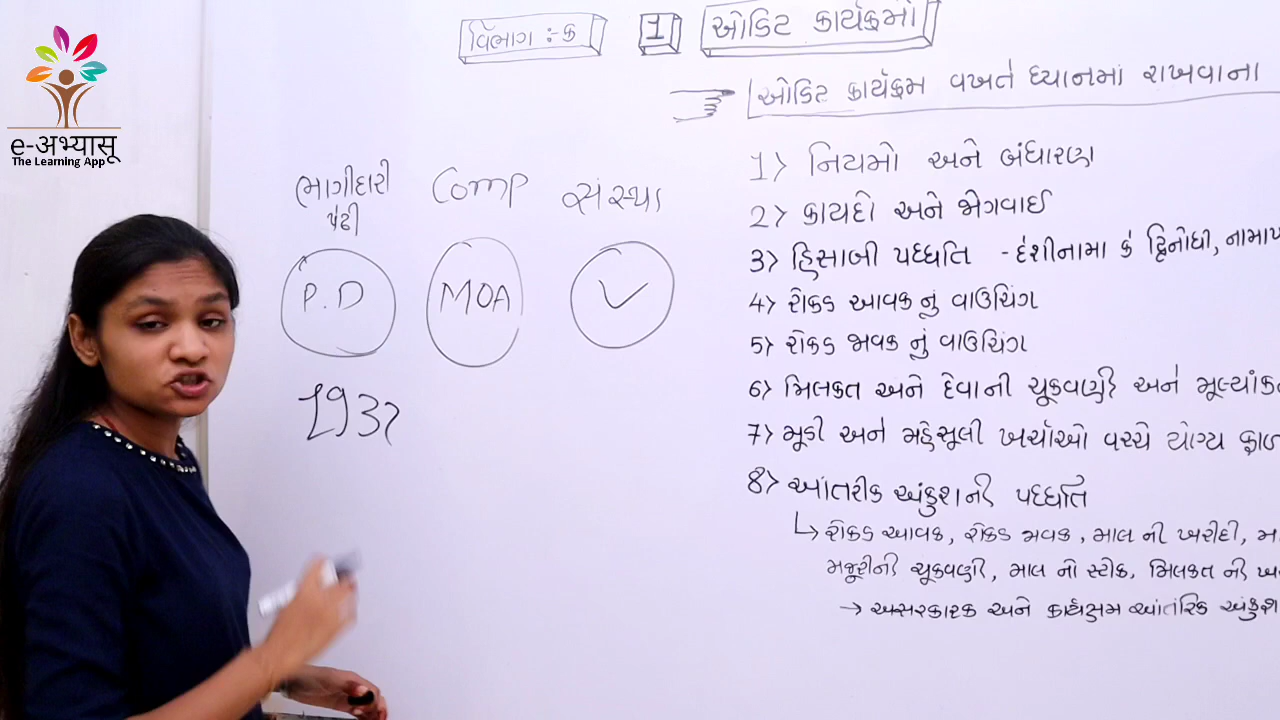 e-अभ्यासू
The Learning App
વિભાગ :- ક
1
ઓડિટ કાર્યક્રમો
ઓડિટ કાર્યક્રમ વખતે ધ્યાનમાં રાખવાના
ભાગીદારી
પેઢી
Comp
સંસ્થા
P.D
MOA
1932
1> નિયમો અને બંધારણ
2> કાયદો અને જોગવાઈ
3> હિસાબી પધ્ધતિ - દેશીનામા કે દ્વિનોંધી,
4> રોકડ આવક નું વાઉચિંગ
5> રોકડ જાવક નું વાઉચિંગ
6> મિલકત અને દેવાની ચૂકવણી અને
7> મૂડી અને મહેસૂલી ખર્ચાઓ વચ્ચે યોગ્ય
8> આંતરીક અંકુશની પધ્ધતિ
રોકડ આવક, રોકડ જાવક, માલ ની ખરીદી,
મજૂરીની ચૂકવણી, માલ નો સ્ટોક, મિલકત ની
→ અસરકારક અને કાર્યક્ષમ આંતરિક અંકુશ